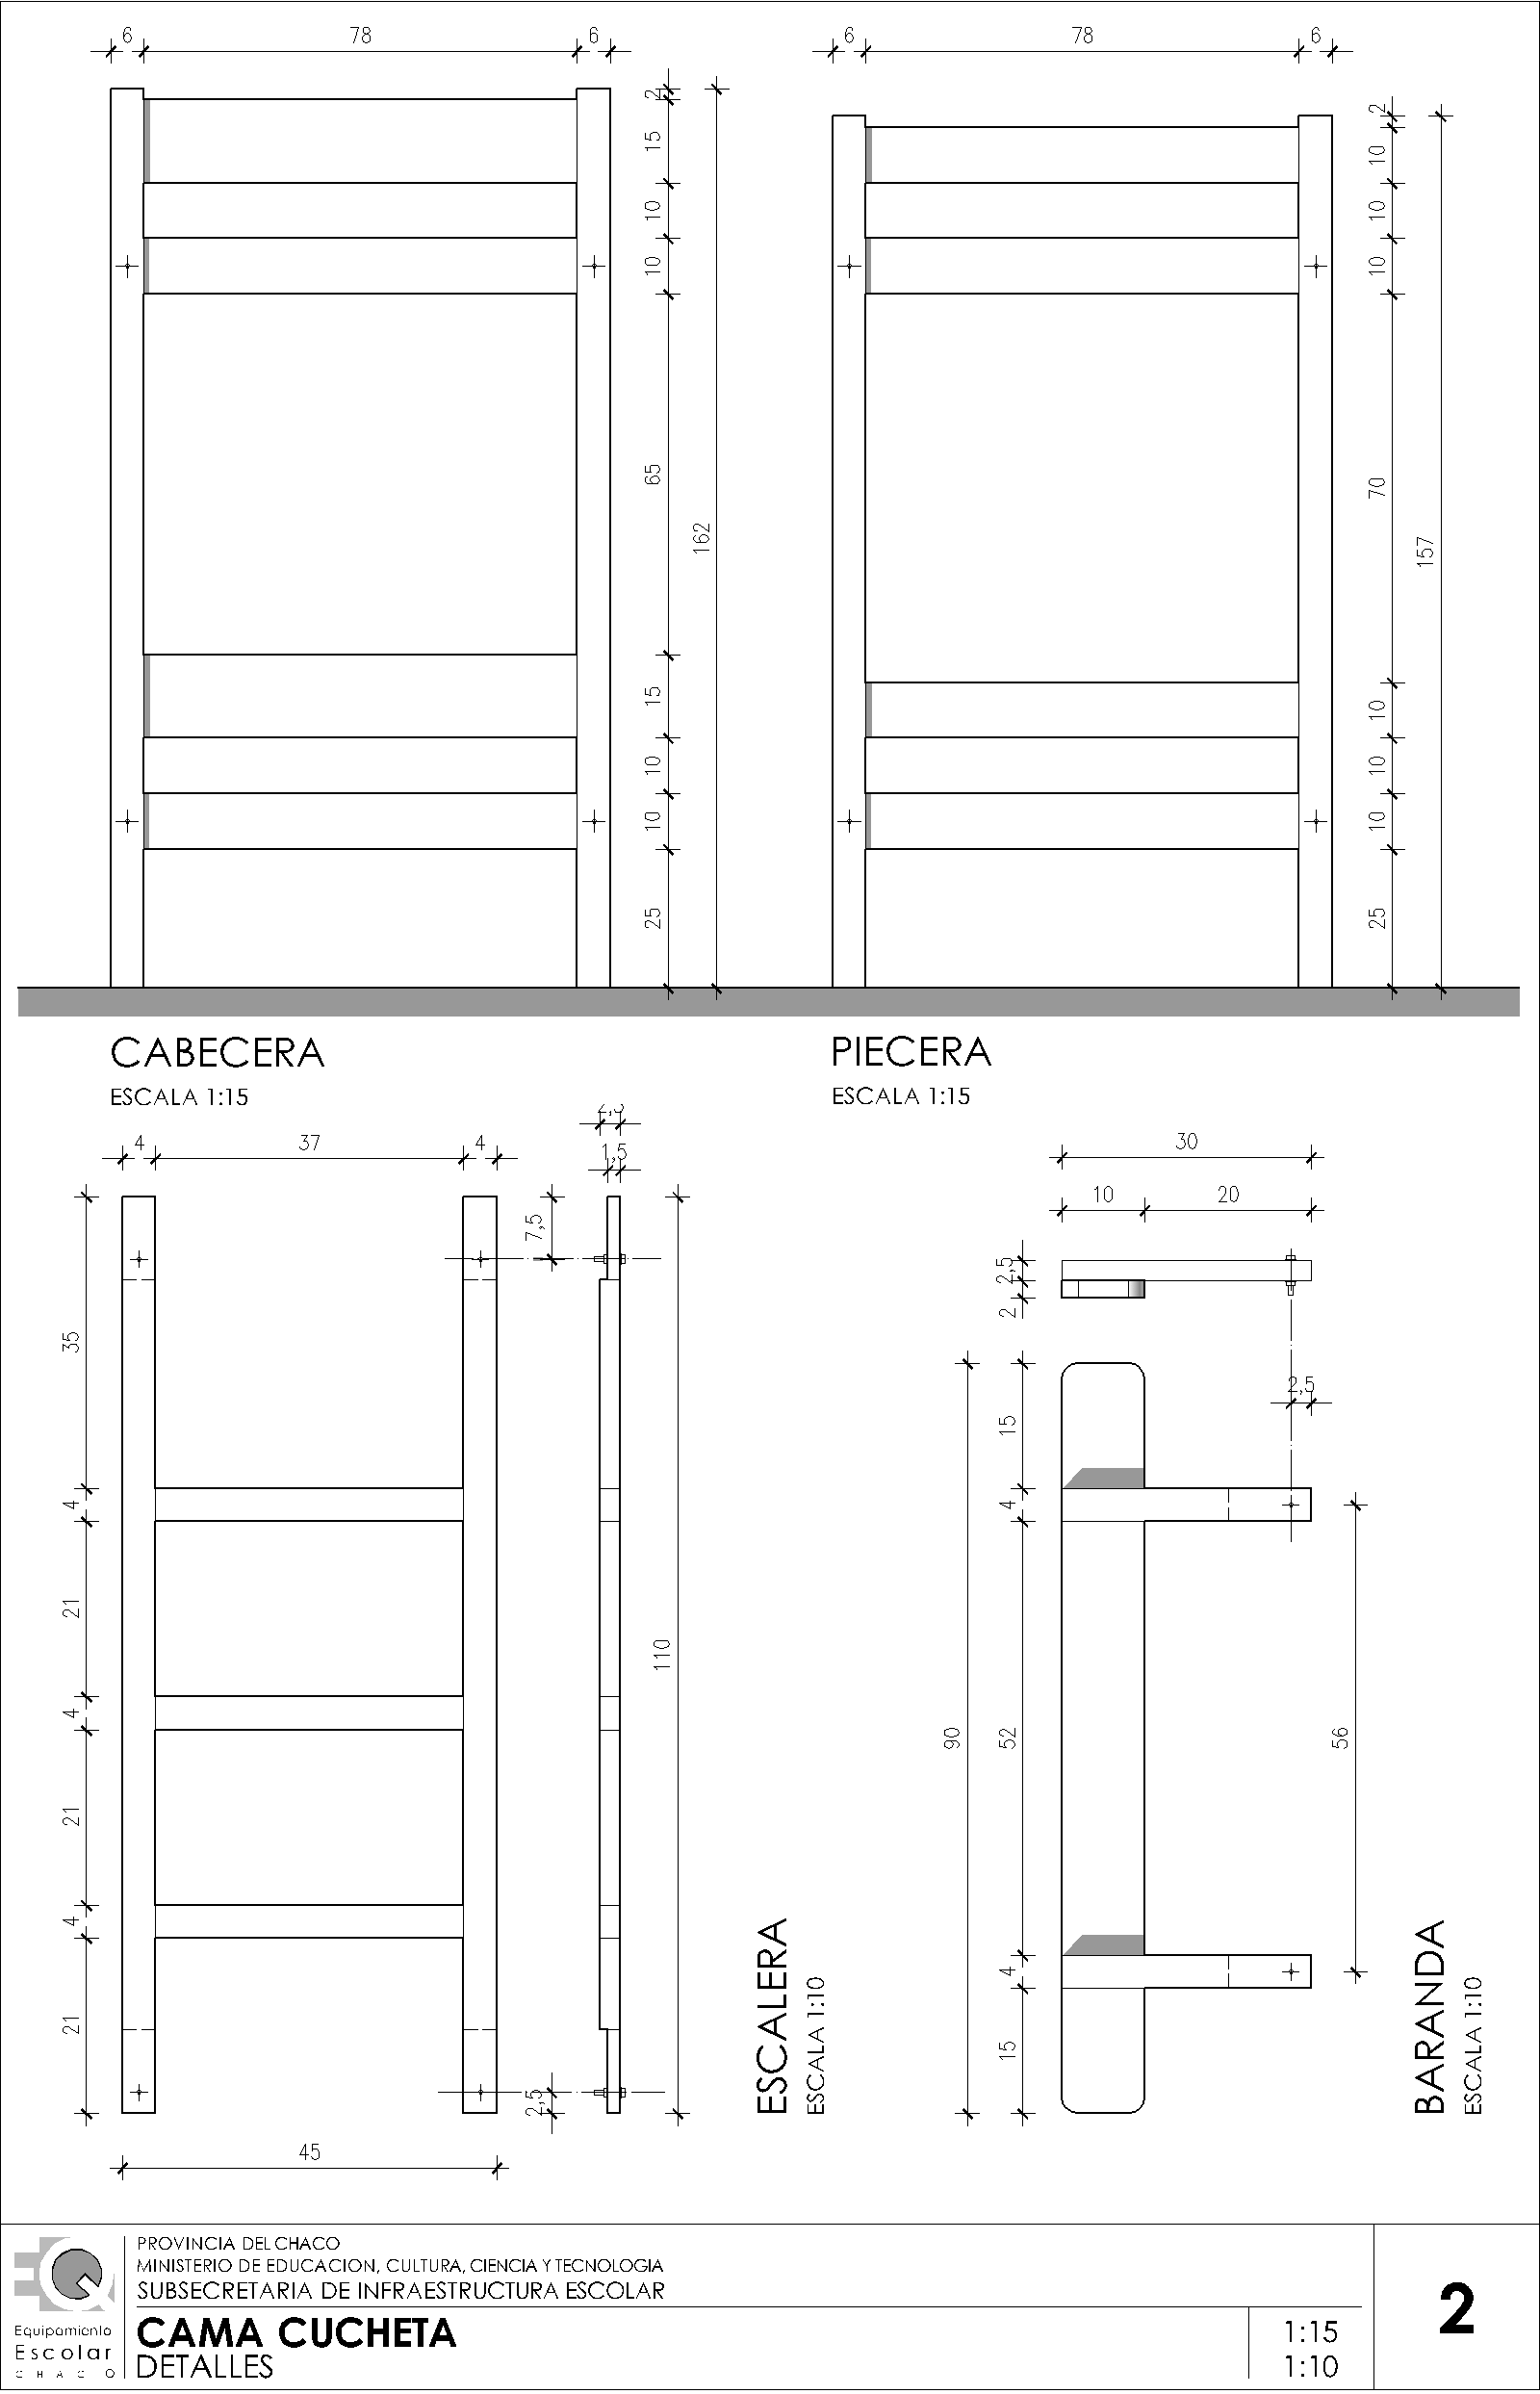 6 78 6
6 78 6
2
15
10
10
65
15
10
10
25
162
2
10
10
10
70
10
10
10
25
157
CABECERA
ESCALA 1:15
PIECERA
ESCALA 1:15
4 37 4
1,5
7,5
35
4
21
4
21
4
21
2,5
110
45
ESCALERA
ESCALA 1:10
30
10 20
2,5
2
2,5
15
4
52
4
15
90
56
BARANDA
ESCALA 1:10
PROVINCIA DEL CHACO
MINISTERIO DE EDUCACION, CULTURA, CIENCIA Y TECNOLOGIA
SUBSECRETARIA DE INFRAESTRUCTURA ESCOLAR
CAMA CUCHETA
DETALLES
EQ
Equipamiento
Escolar
CHACO
1:15
1:10
2